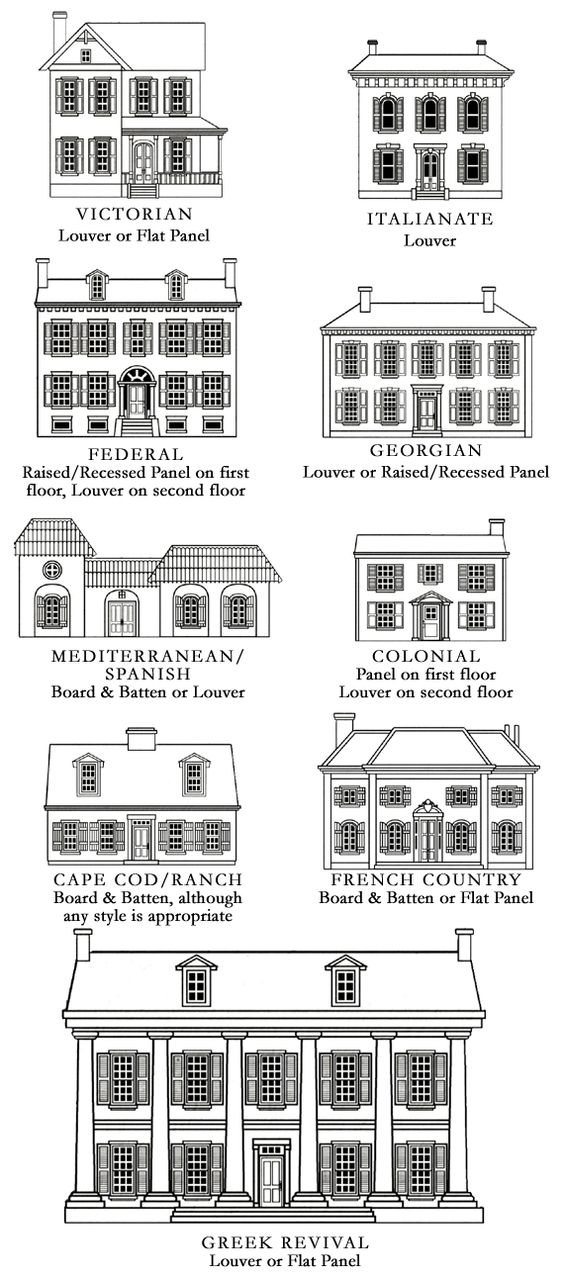 VICTORIAN
Louver or Flat Panel
ITALIANATE
Louver
FEDERAL
Raised/Recessed Panel on first
floor, Louver on second floor
GEORGIAN
Louver or Raised/Recessed Panel
MEDITERRANEAN/
SPANISH
Board & Batten or Louver
COLONIAL
Panel on first floor
Louver on second floor
CAPE COD/RANCH
Board & Batten, although
any style is appropriate
FRENCH COUNTRY
Board & Batten or Flat Panel
GREEK REVIVAL
Louver or Flat Panel